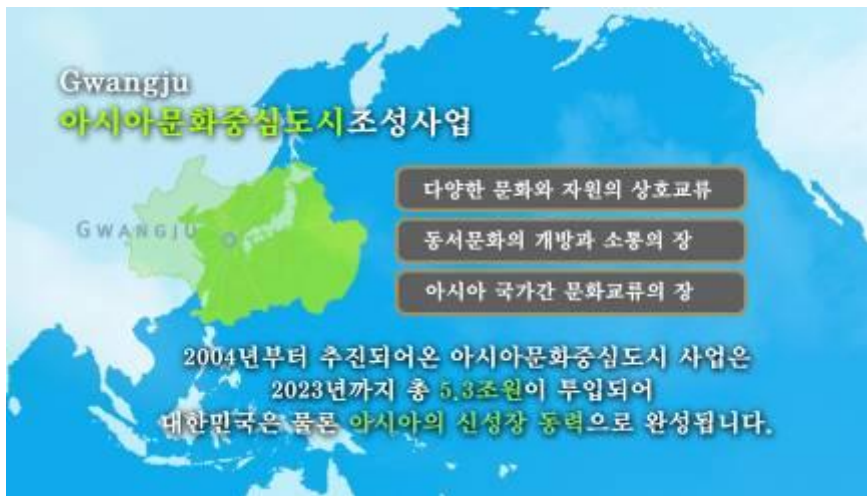 Gwangju
아시아문화중심도시조성사업
GWANGJU
다양한 문화와 자원의 상호교류
동서문화의 개방과 소통의 장
아시아 국가간 문화교류의 장
2004년부터 추진되어온 아시아문화중심도시 사업은
2023년까지 총 5.3조원이 투입되어
대한민국은 물론 아시아의 신성장 동력으로 완성됩니다.